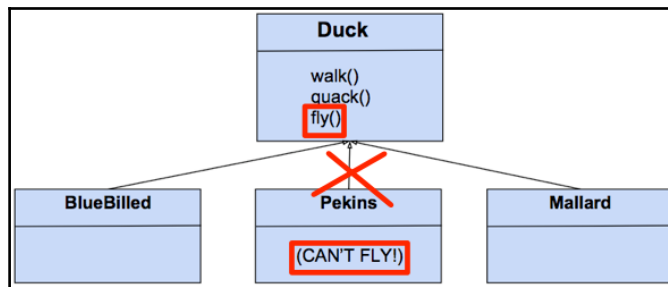 Duck
walk()
quack()
fly()
BlueBilled
Pekins
Mallard
(CAN'T FLY!)